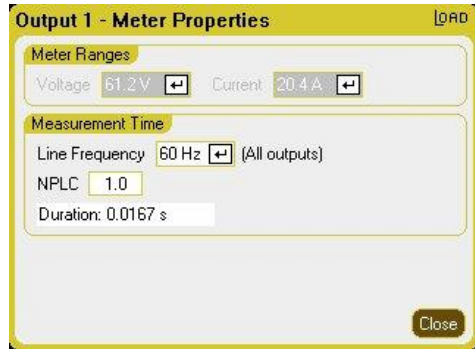 Output 1 - Meter Properties LOAD
Meter Ranges
Voltage 61.2 V Current 20.4 A
Measurement Time
Line Frequency 60 Hz (All outputs)
NPLC 1.0
Duration: 0.0167 s
Close